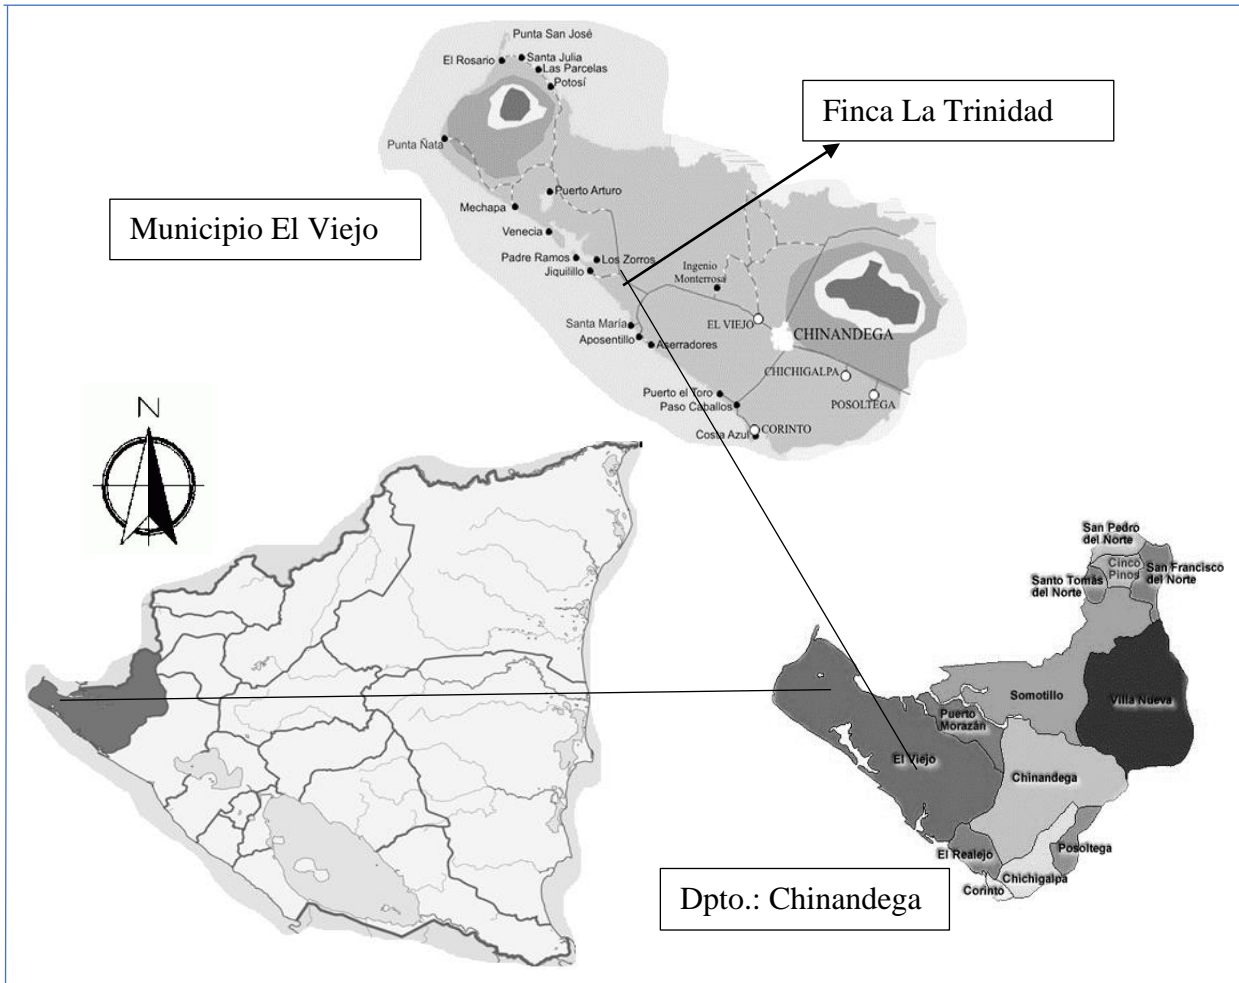 Punta San José
El Rosario
Santa Julia
Las Parcelas
Potosí
Finca La Trinidad
Punta Ñata
Puerto Arturo
Mechapa
Municipio El Viejo
Venecia
Padre Ramos
Los Zorros
Jiquilillo
Ingenio
Monterrosa
Santa María
EL VIEJO
Aposentillo
Aserradores
CHINANDEGA
CHICHIGALPA
Puerto el Toro
Paso Caballos
POSOLTEGA
Costa Azul
CORINTO
N
San Pedro
del Norte
Cinco
Pinos
San Francisco
del Norte
Santo Tomás
del Norte
Somotillo
Villa Nueva
Puerto
Morazán
El Viejo
Chinandega
El Realejo
Posoltega
Chichigalpa
Corinto
Dpto.: Chinandega